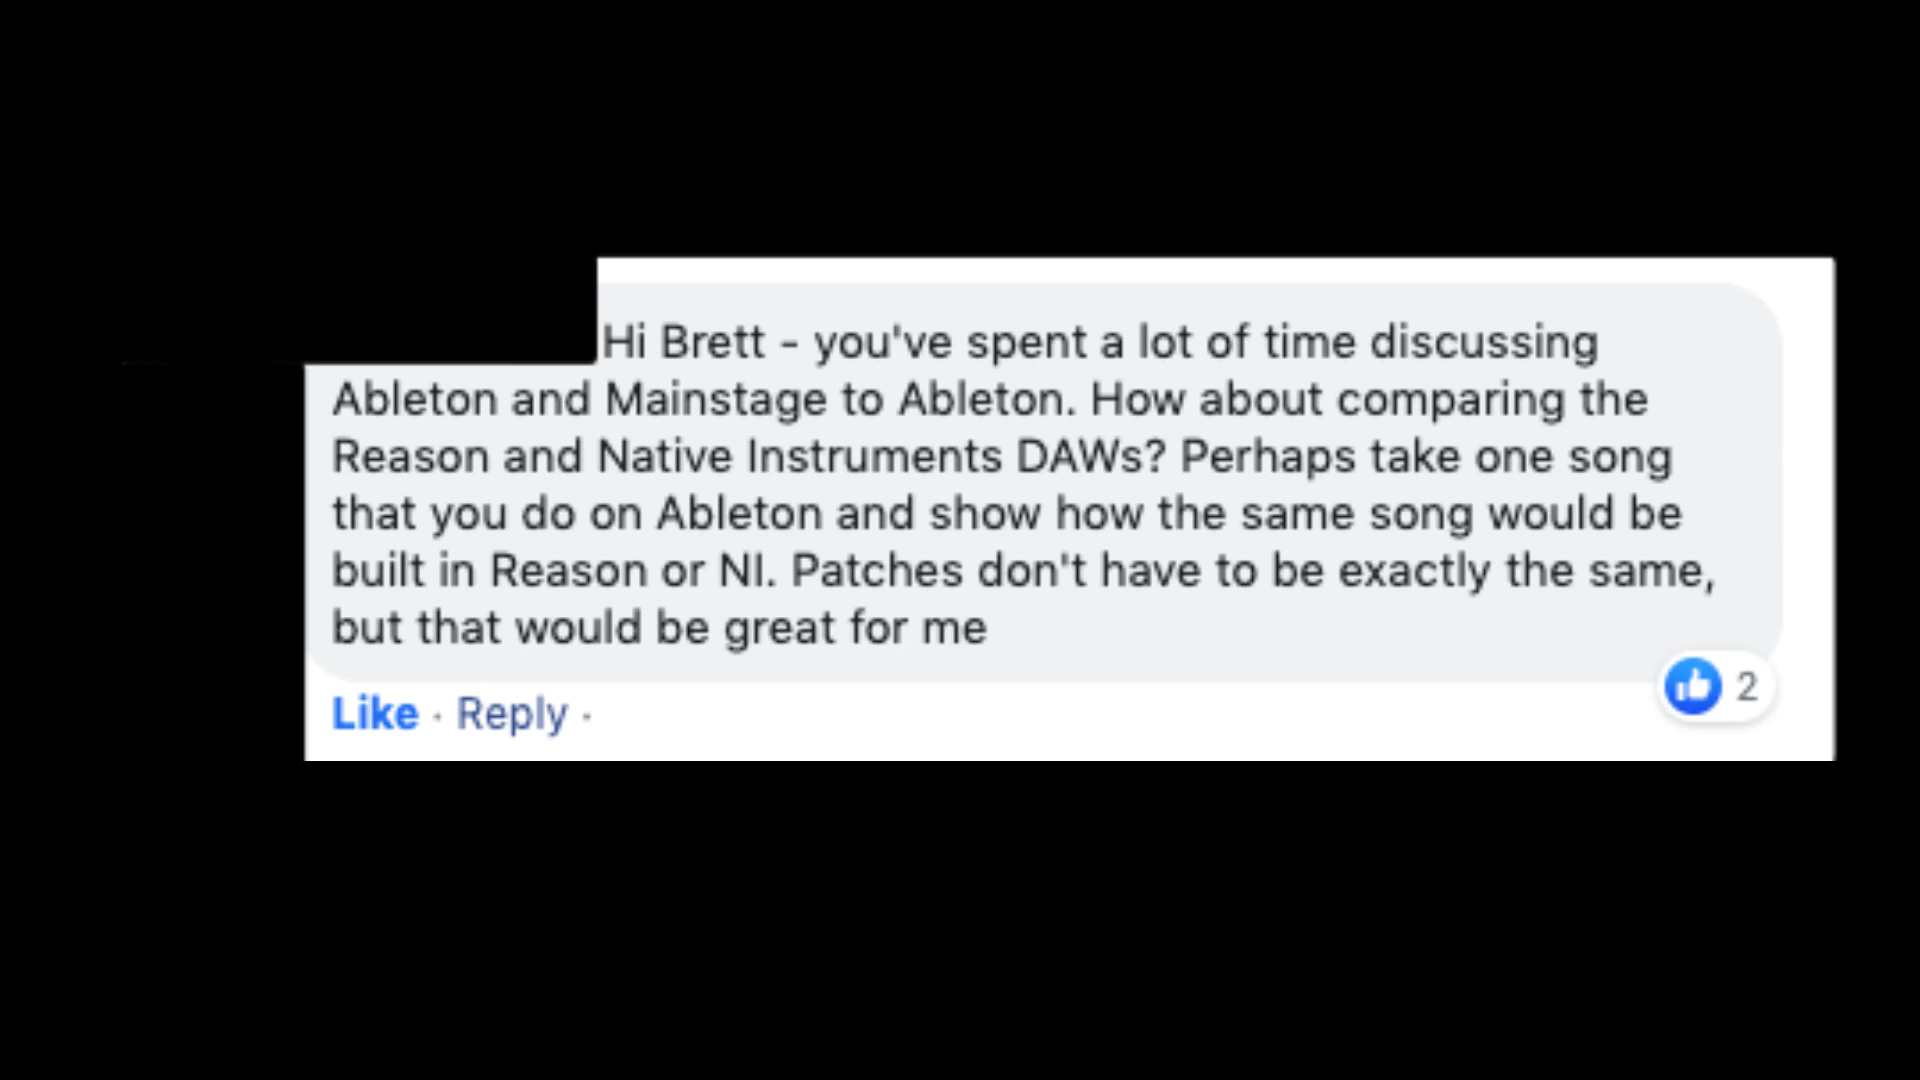 Hi Brett - you've spent a lot of time discussing
Ableton and Mainstage to Ableton. How about comparing the
Reason and Native Instruments DAWs? Perhaps take one song
that you do on Ableton and show how the same song would be
built in Reason or NI. Patches don't have to be exactly the same,
but that would be great for me
2
Like · Reply ·